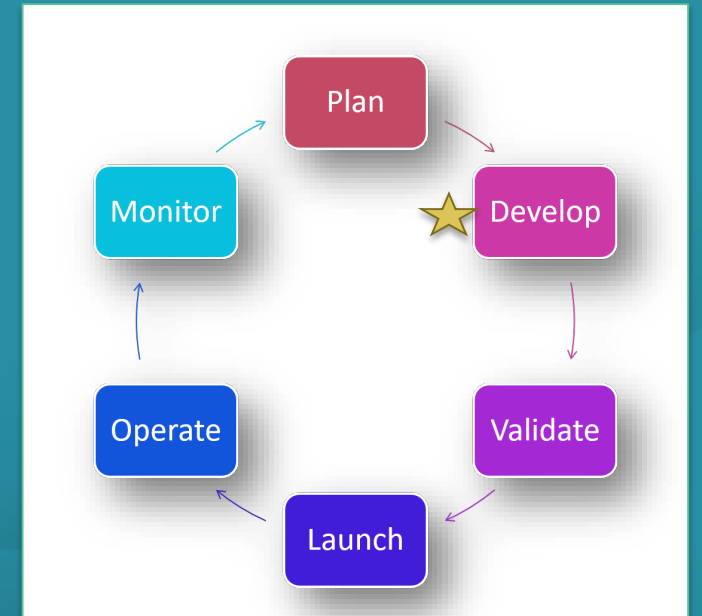 Plan
Develop
Validate
Launch
Operate
Monitor